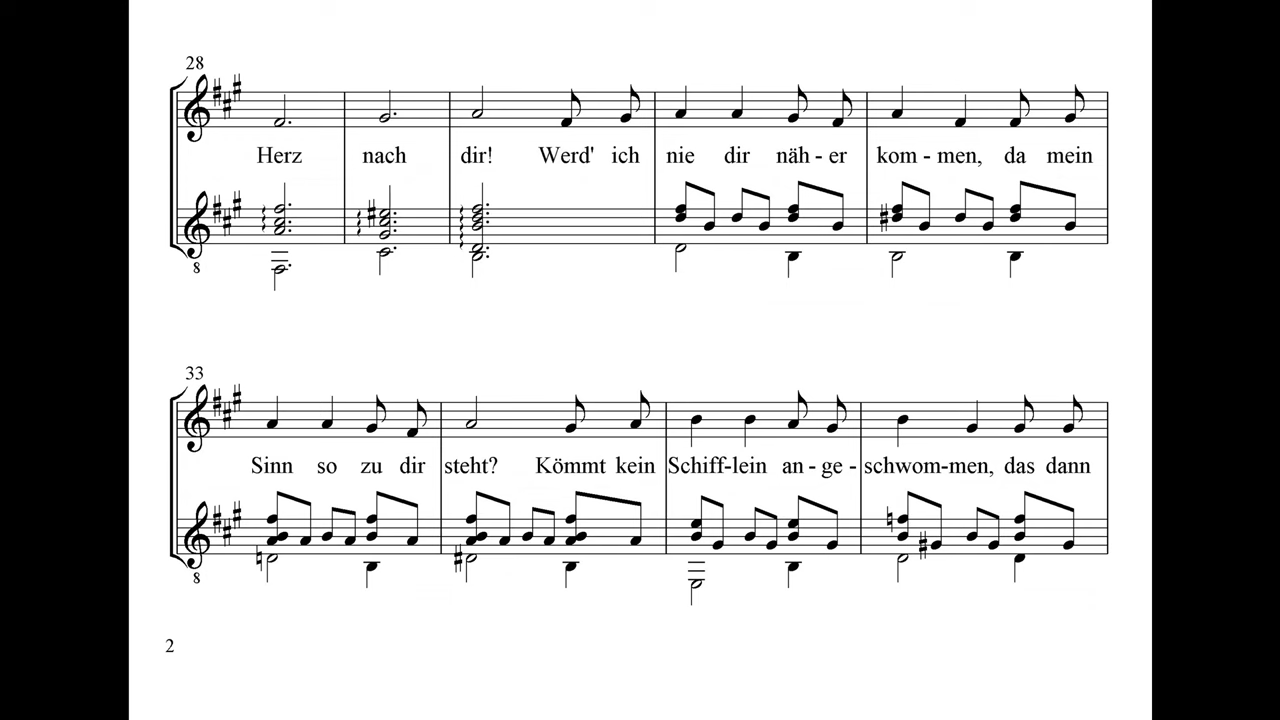 28
Herz nach dir! Werd' ich nie dir näh - er kom - men, da mein
8
33
Sinn so zu dir steht? Kömmt kein Schiff-lein an - ge - schwom-men, das dann
8
2